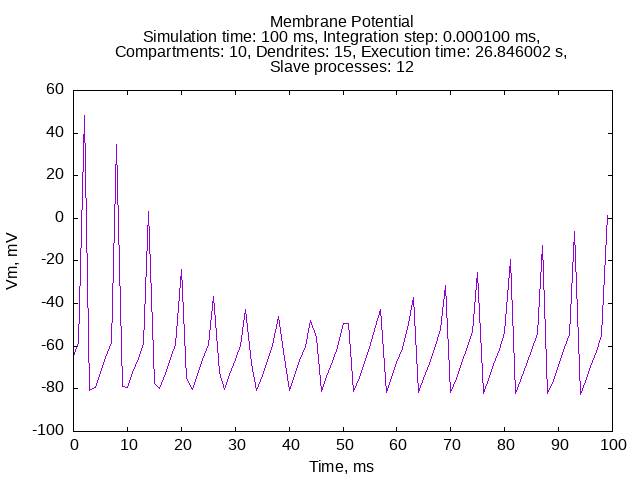 Membrane Potential
Simulation time: 100 ms, Integration step: 0.000100 ms,
Compartments: 10, Dendrites: 15, Execution time: 26.846002 s,
Slave processes: 12
60
40
20
0
-20
-40
-60
-80
-100
Vm, mV
0 10 20 30 40 50 60 70 80 90 100
Time, ms